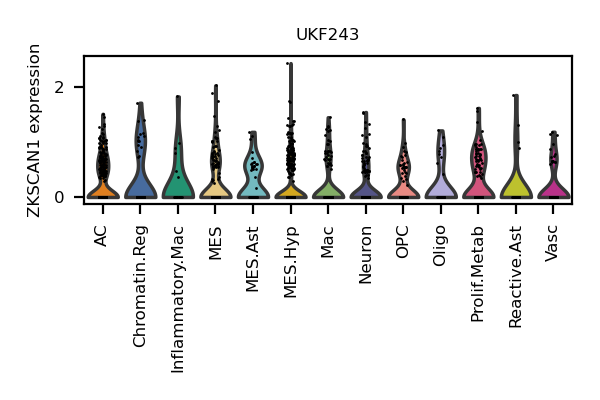 UKF243
ZKSCAN1 expression
2
0
AC
Chromatin.Reg
Inflammatory.Mac
MES
MES.Ast
MES.Hyp
Mac
Neuron
OPC
Oligo
Prolif.Metab
Reactive.Ast
Vasc